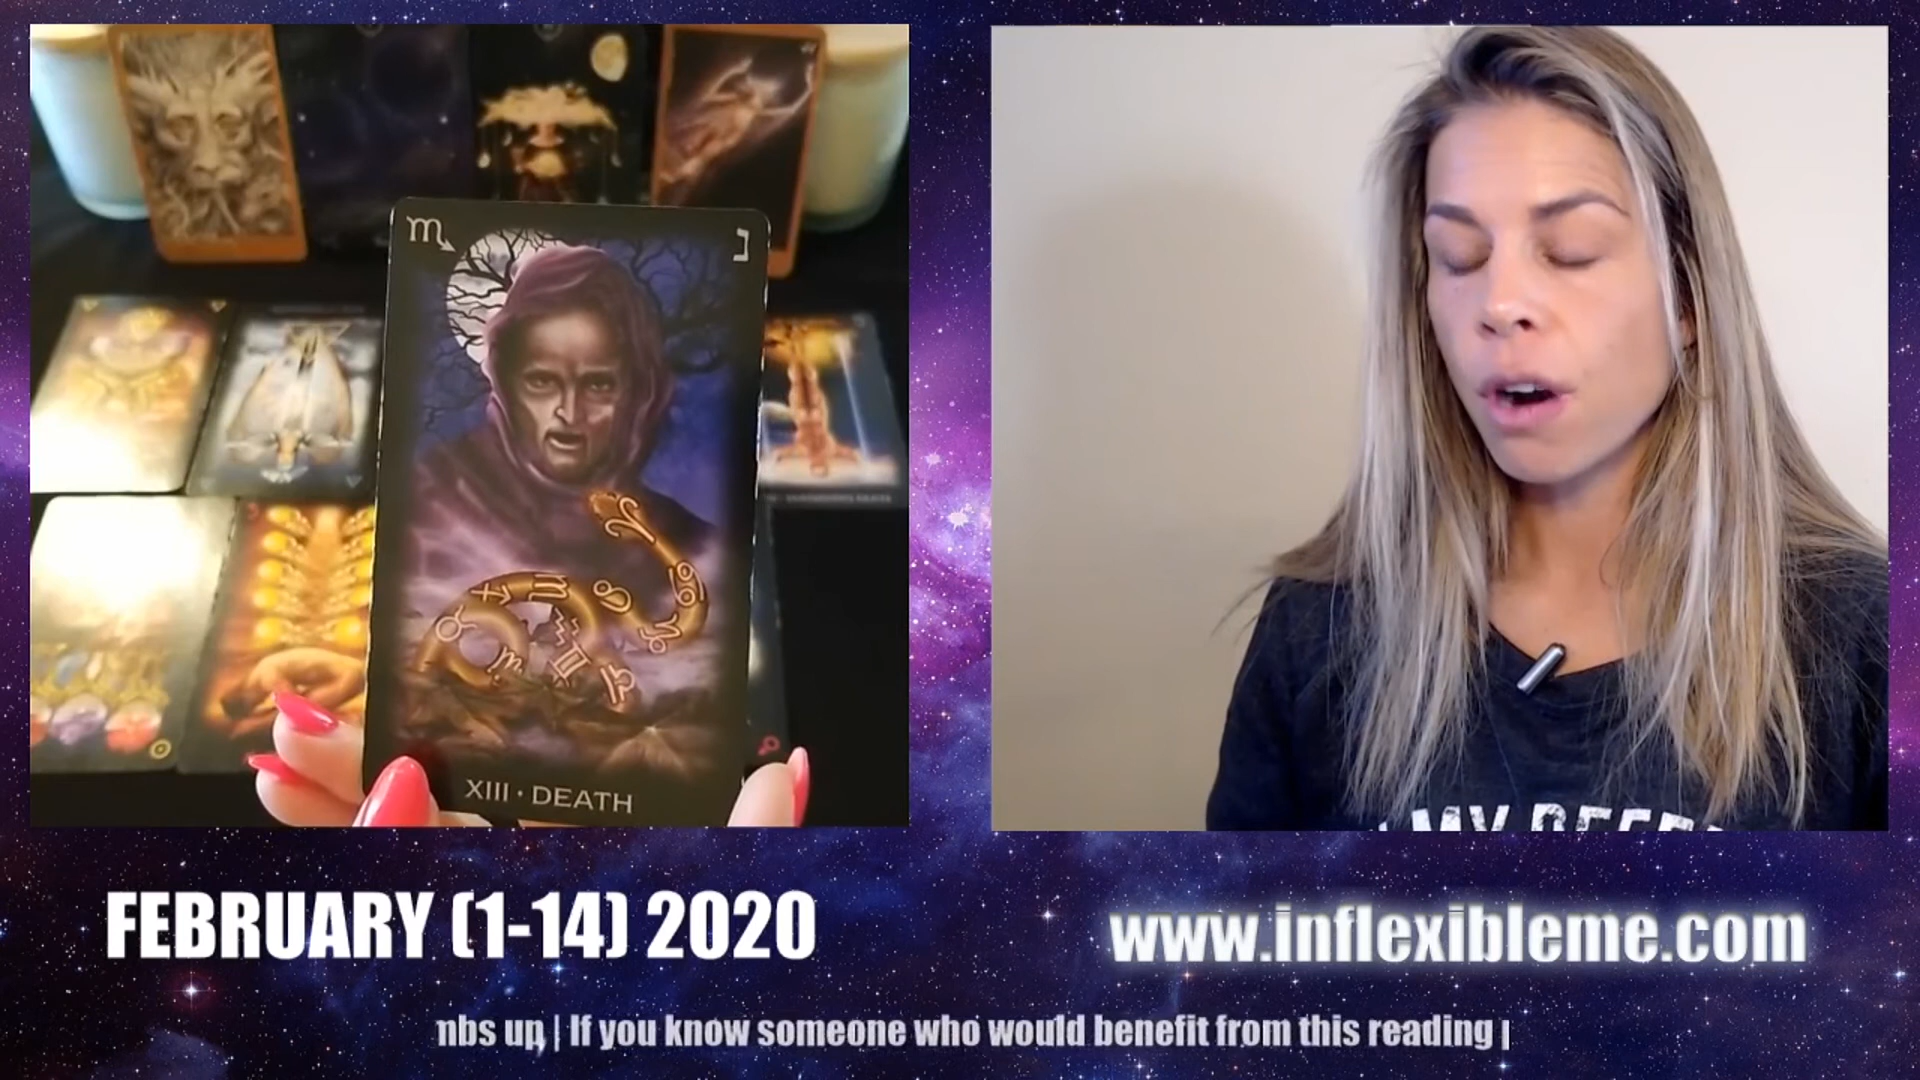 XIII · DEATH
FEBRUARY (1-14) 2020
www.inflexibleme.com
nbs up, | If you know someone who would benefit from this reading |
MY